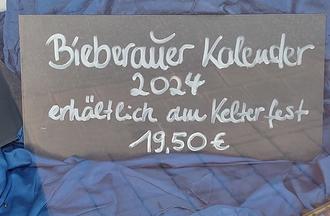 Bieberauer Kalender
2024
erhältlich am Kelterfest
19,50 €